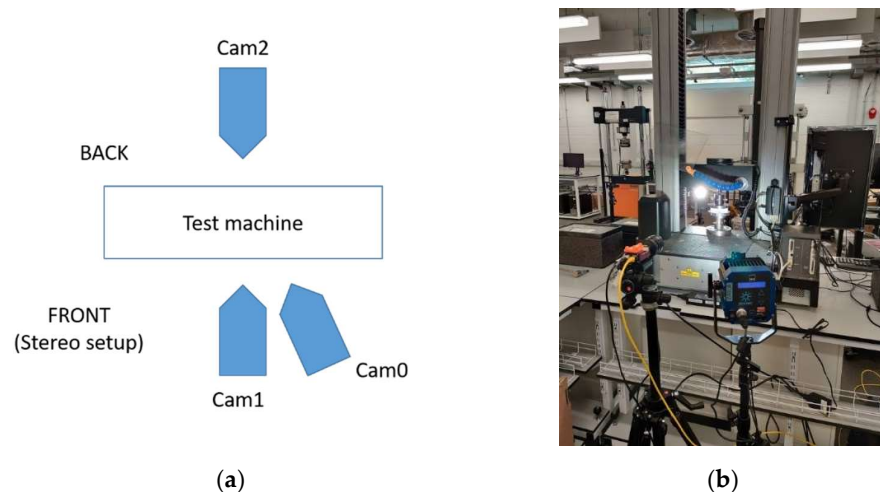 Cam2
BACK
Test machine
FRONT
(Stereo setup)
Cam0
Cam1
(a)
(b)